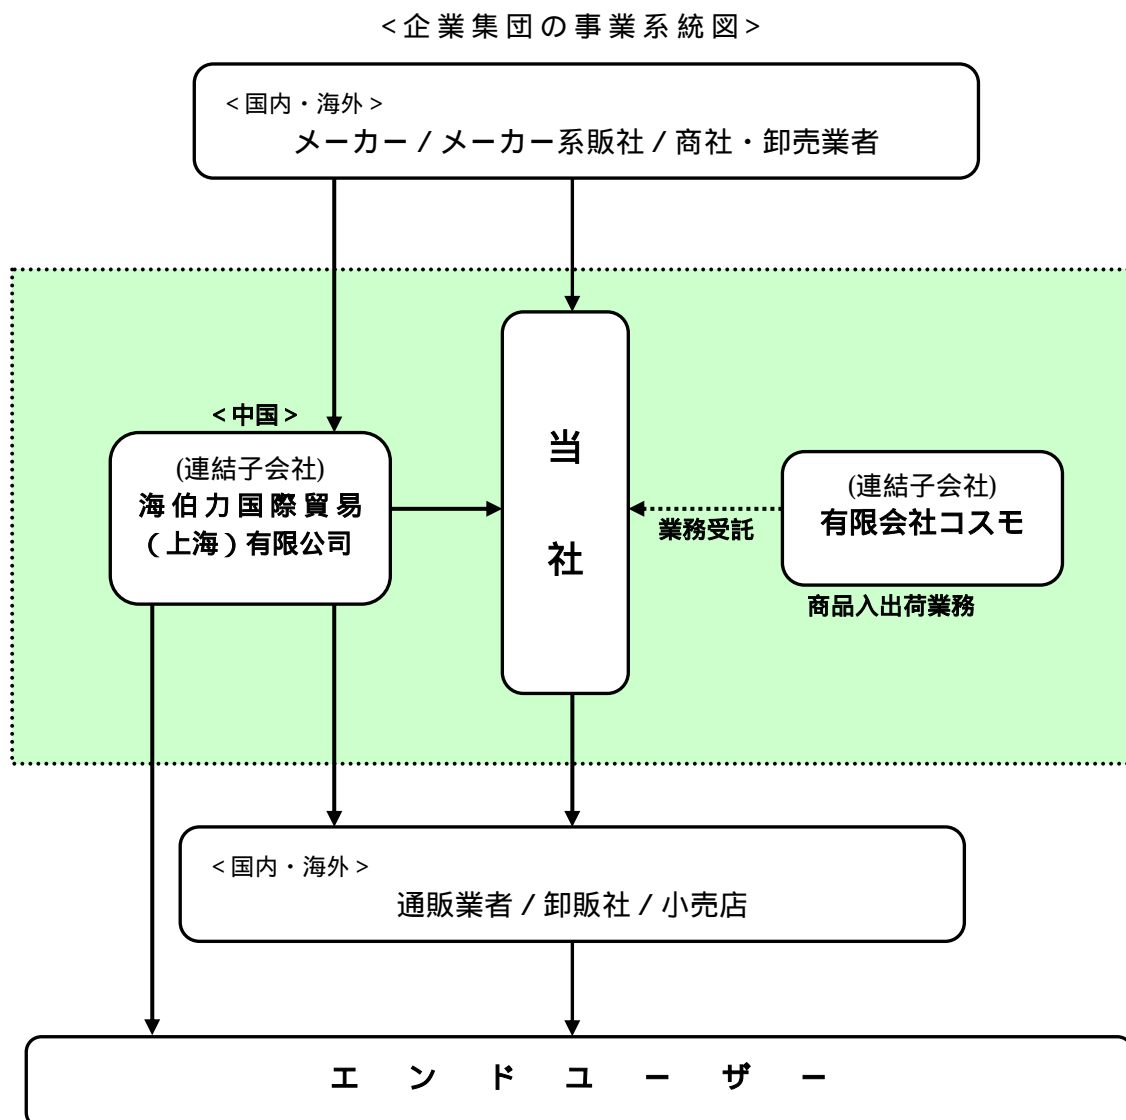 <企業集団の事業系統図>
<国内・海外>
メーカー / メーカー系販社 / 商社・卸売業者
<中国>
(連結子会社)
海伯力国際貿易
(上海)有限公司
当
社
業務受託
(連結子会社)
有限会社コスモ
商品入出荷業務
<国内・海外>
通販業者 / 卸販社 / 小売店
エンドユーザー